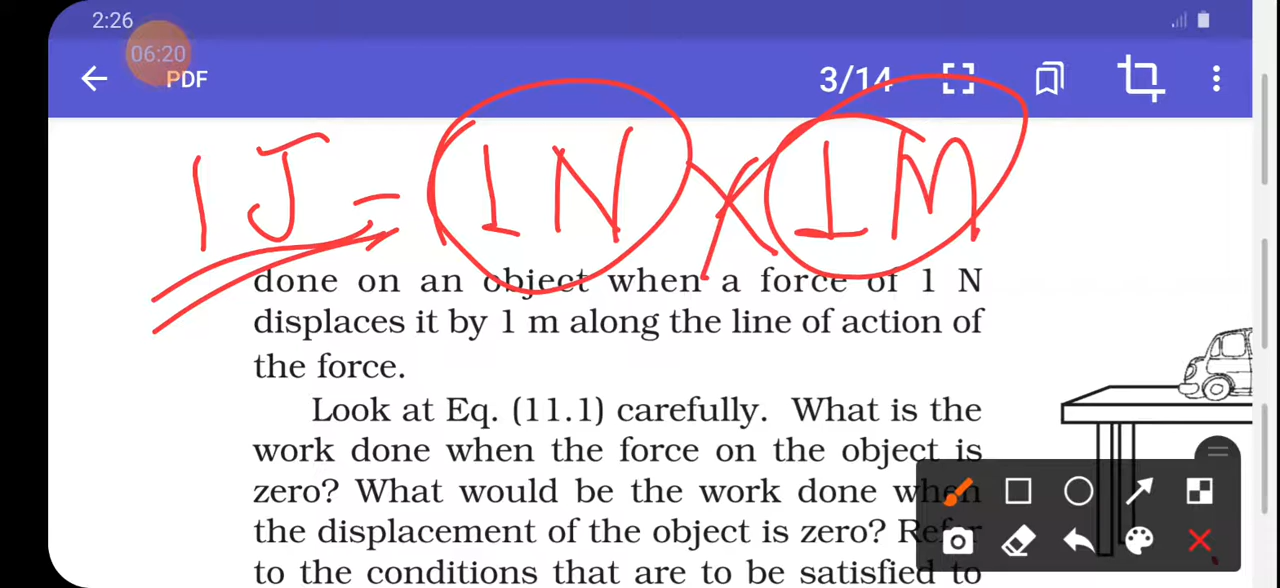 2:26
06:20
PDF
3/14
1J = 1N × 1M
done on an object when a force of 1 N
displaces it by 1 m along the line of action of
the force.
Look at Eq. (11.1) carefully. What is the
work done when the force on the object is
zero? What would be the work done when
the displacement of the object is zero? Refer
to the conditions that are to be satisfied to